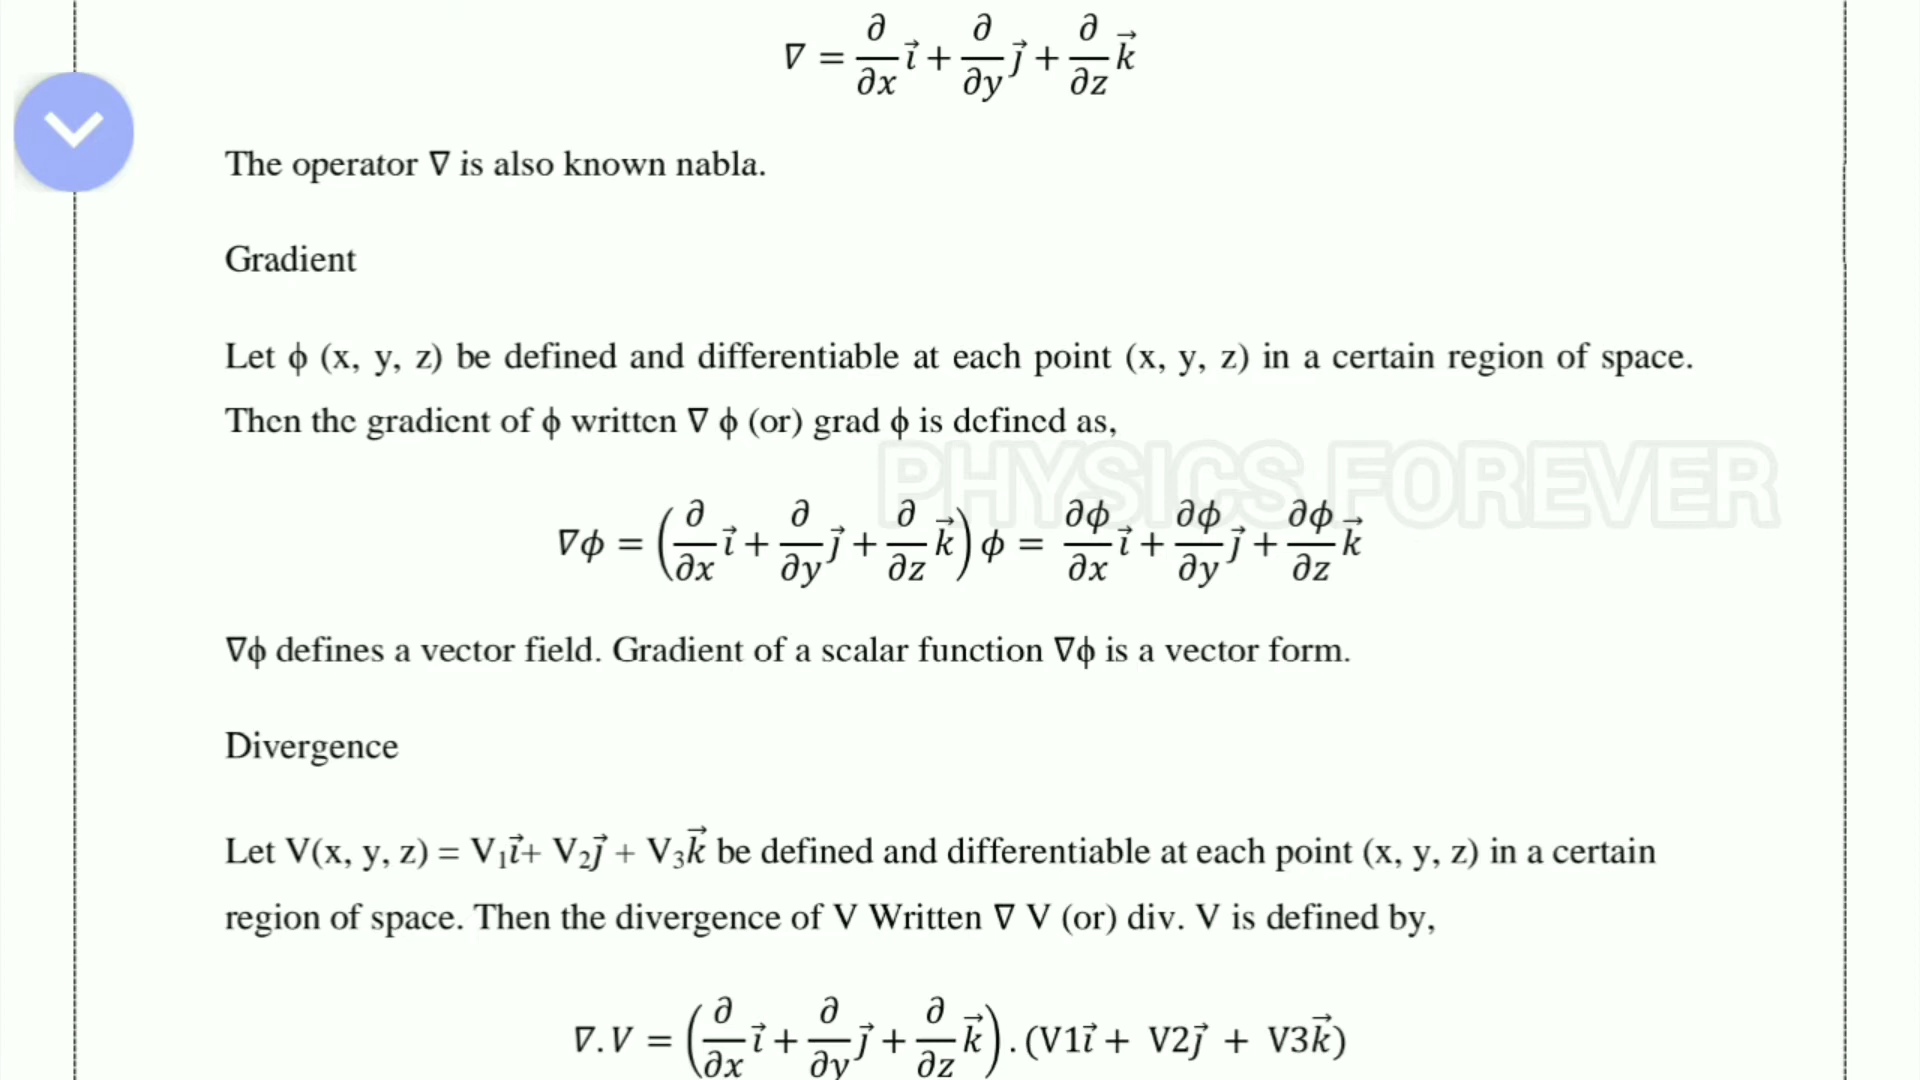 ∇ = ∂/∂x i⃗ + ∂/∂y j⃗ + ∂/∂z k⃗
The operator ∇ is also known nabla.
Gradient
Let ϕ (x, y, z) be defined and differentiable at each point (x, y, z) in a certain region of space.
Then the gradient of ϕ written ∇ ϕ (or) grad ϕ is defined as,
PHYSICS FOREVER
∇ϕ = (∂/∂x i⃗ + ∂/∂y j⃗ + ∂/∂z k⃗) ϕ = ∂ϕ/∂x i⃗ + ∂ϕ/∂y j⃗ + ∂ϕ/∂z k⃗
∇ϕ defines a vector field. Gradient of a scalar function ∇ϕ is a vector form.
Divergence
Let V(x, y, z) = V₁i⃗+ V₂j⃗ + V₃k⃗ be defined and differentiable at each point (x, y, z) in a certain
region of space. Then the divergence of V Written ∇ V (or) div. V is defined by,
∇.V = (∂/∂x i⃗ + ∂/∂y j⃗ + ∂/∂z k⃗).(V1i⃗ + V2j⃗ + V3k⃗)